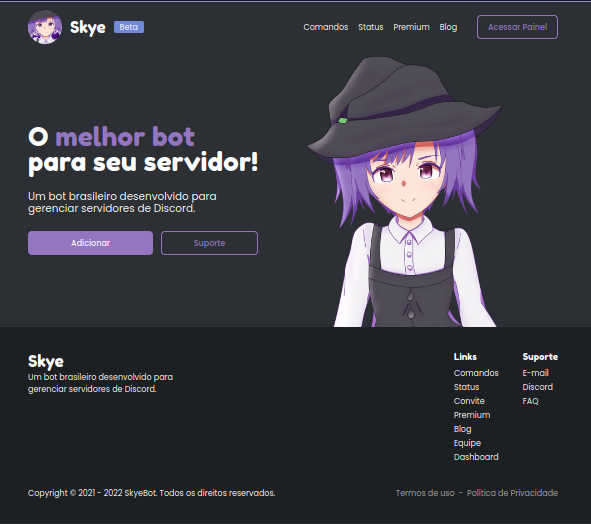 Skye Beta
Comandos Status Premium Blog Acessar Painel
O melhor bot
para seu servidor!
Um bot brasileiro desenvolvido para
gerenciar servidores de Discord.
Adicionar Suporte
Skye
Um bot brasileiro desenvolvido para
gerenciar servidores de Discord.
Links
Comandos
Status
Convite
Premium
Blog
Equipe
Dashboard
Suporte
E-mail
Discord
FAQ
Copyright © 2021 - 2022 SkyeBot. Todos os direitos reservados.
Termos de uso - Política de Privacidade